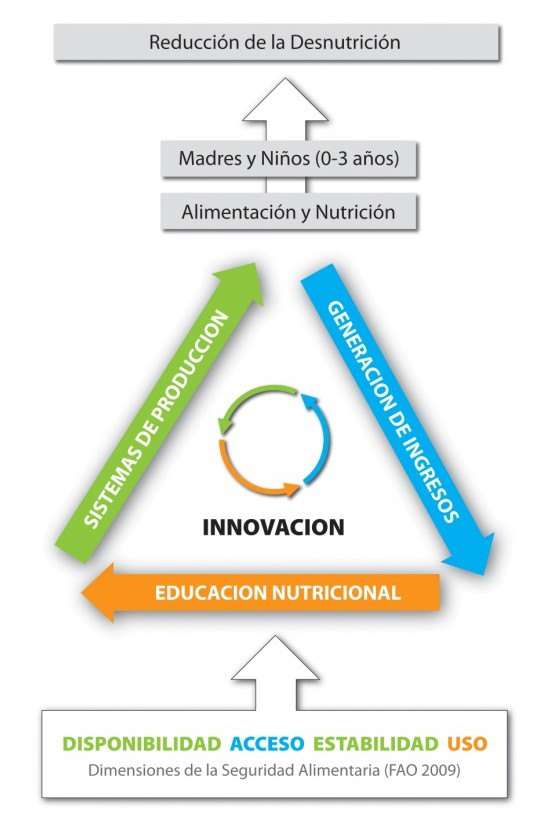 Reducción de la Desnutrición
Madres y Niños (0-3 años)
Alimentación y Nutrición
SISTEMAS DE PRODUCCION
GENERACION DE INGRESOS
INNOVACION
EDUCACION NUTRICIONAL
DISPONIBILIDAD ACCESO ESTABILIDAD USO
Dimensiones de la Seguridad Alimentaria (FAO 2009)